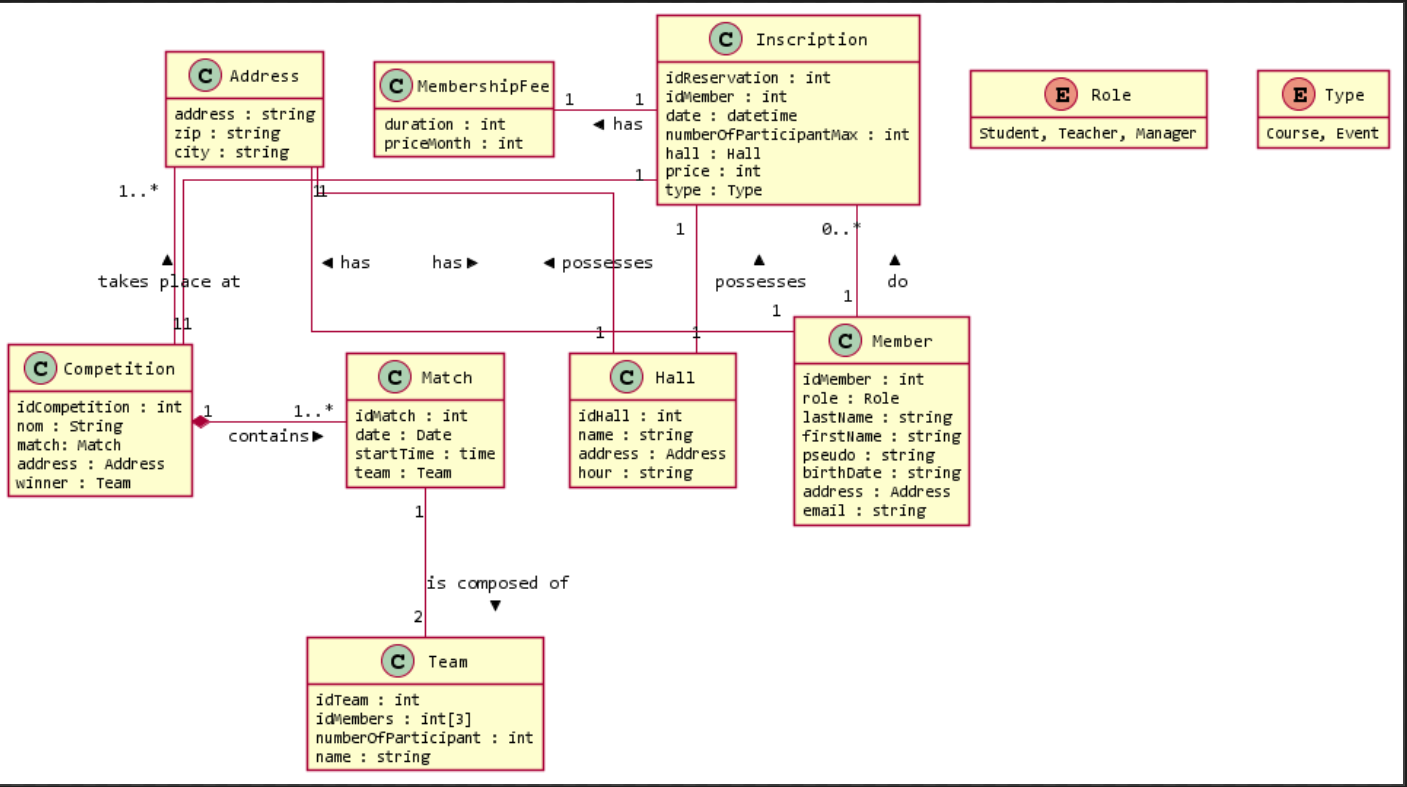 C Address
address : string
zip : string
city : string
C MembershipFee
duration : int
priceMonth : int
C Inscription
idReservation : int
idMember : int
date : datetime
numberOfParticipantMax : int
hall : Hall
price : int
type : Type
E Role
Student, Teacher, Manager
E Type
Course, Event
1 1
◄ has
1
1..* 1 1
1 0..*
▲
takes place at
◄ has
has ►
◄ possesses
▲
possesses
▲
do
1 1
1 1
1 1
C Competition
idCompetition : int
nom : String
match: Match
address : Address
winner : Team
1 1..*
contains►
C Match
idMatch : int
date : Date
startTime : time
team : Team
C Hall
idHall : int
name : string
address : Address
hour : string
C Member
idMember : int
role : Role
lastName : string
firstName : string
pseudo : string
birthDate : string
address : Address
email : string
1
is composed of
▼
2
C Team
idTeam : int
idMembers : int[3]
numberOfParticipant : int
name : string